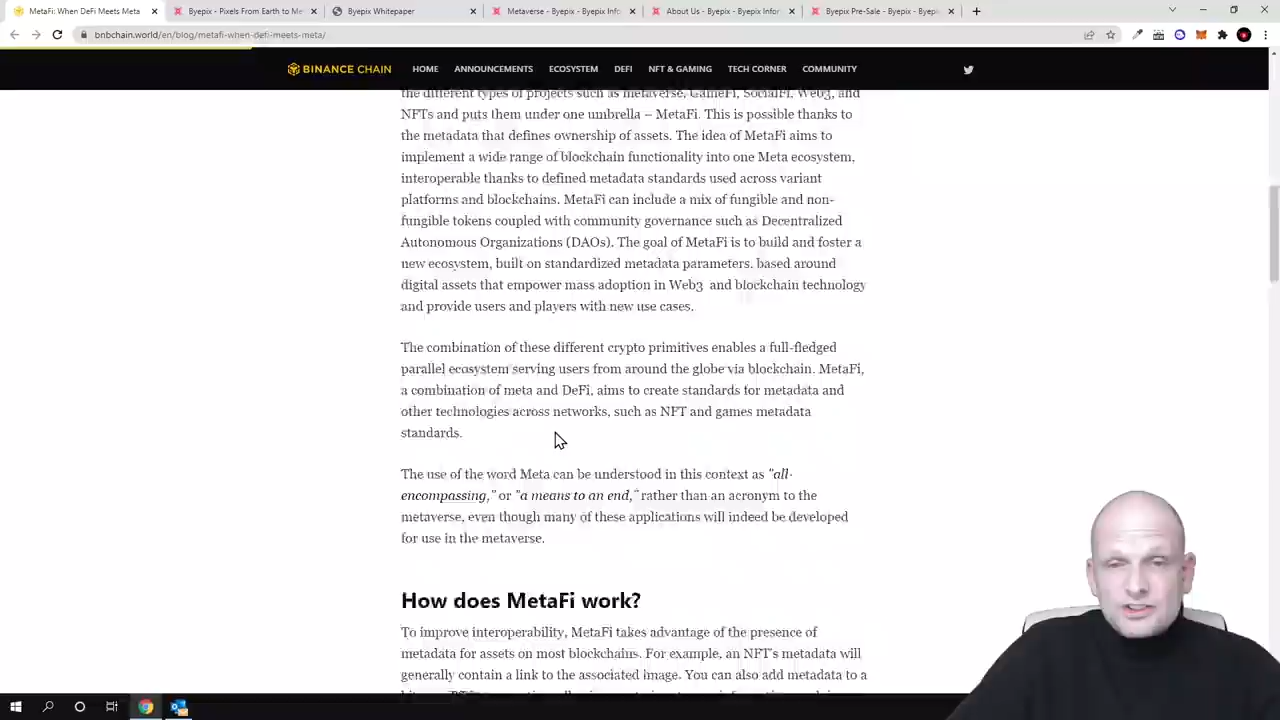 MetaFi: When DeFi Meets Meta
Byepix - Pixels From Earth to Me
Byepix Whitepaper
Metaverse - Byepix - Byepix Info
About Us - Byepix - Byepix Inform
Byepix Pre-Sale - Byepix - Byepix
bnbchain.world/en/blog/metafi-when-defi-meets-meta/
BINANCE CHAIN
HOME
ANNOUNCEMENTS
ECOSYSTEM
DEFI
NFT & GAMING
TECH CORNER
COMMUNITY
the different types of projects such as metaverse, GameFi, SocialFi, Web3, and
NFTs and puts them under one umbrella – MetaFi. This is possible thanks to
the metadata that defines ownership of assets. The idea of MetaFi aims to
implement a wide range of blockchain functionality into one Meta ecosystem,
interoperable thanks to defined metadata standards used across variant
platforms and blockchains. MetaFi can include a mix of fungible and non-
fungible tokens coupled with community governance such as Decentralized
Autonomous Organizations (DAOs). The goal of MetaFi is to build and foster a
new ecosystem, built on standardized metadata parameters. based around
digital assets that empower mass adoption in Web3 and blockchain technology
and provide users and players with new use cases.
The combination of these different crypto primitives enables a full-fledged
parallel ecosystem serving users from around the globe via blockchain. MetaFi,
a combination of meta and DeFi, aims to create standards for metadata and
other technologies across networks, such as NFT and games metadata
standards.
The use of the word Meta can be understood in this context as "all-
encompassing," or "a means to an end," rather than an acronym to the
metaverse, even though many of these applications will indeed be developed
for use in the metaverse.
How does MetaFi work?
To improve interoperability, MetaFi takes advantage of the presence of
metadata for assets on most blockchains. For example, an NFT's metadata will
generally contain a link to the associated image. You can also add metadata to a